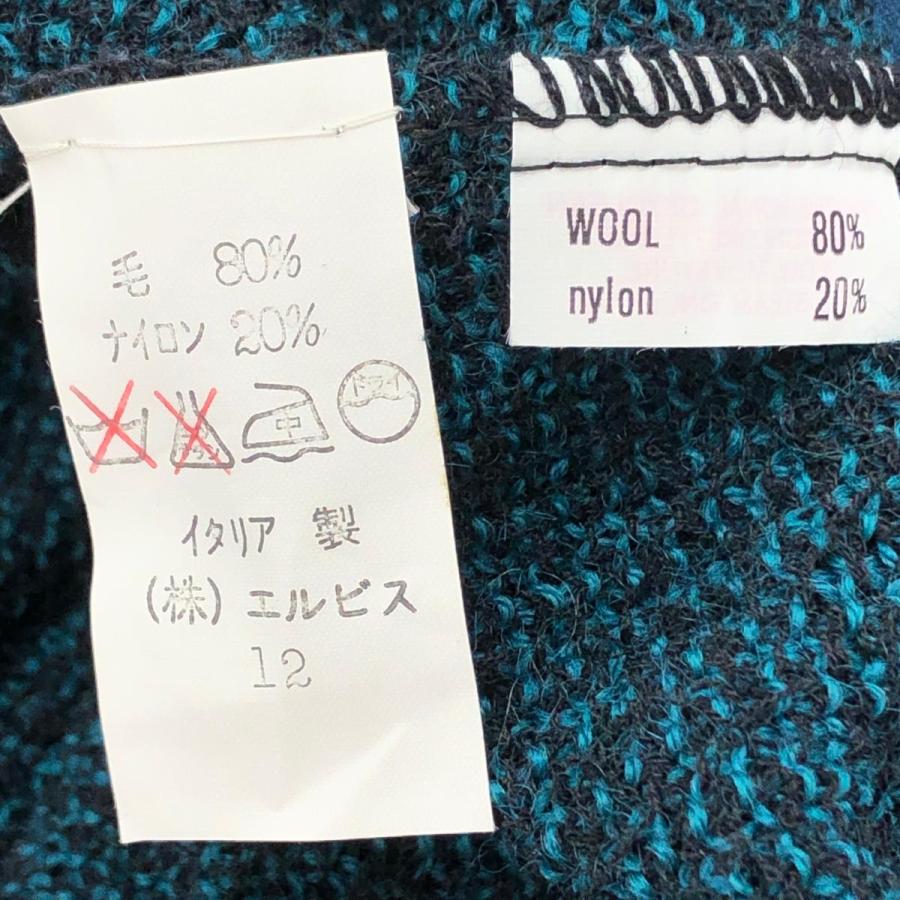 毛 80%
ナイロン 20%
中
ドライ
イタリア 製
(株) エルビス
12
WOOL 80%
nylon 20%